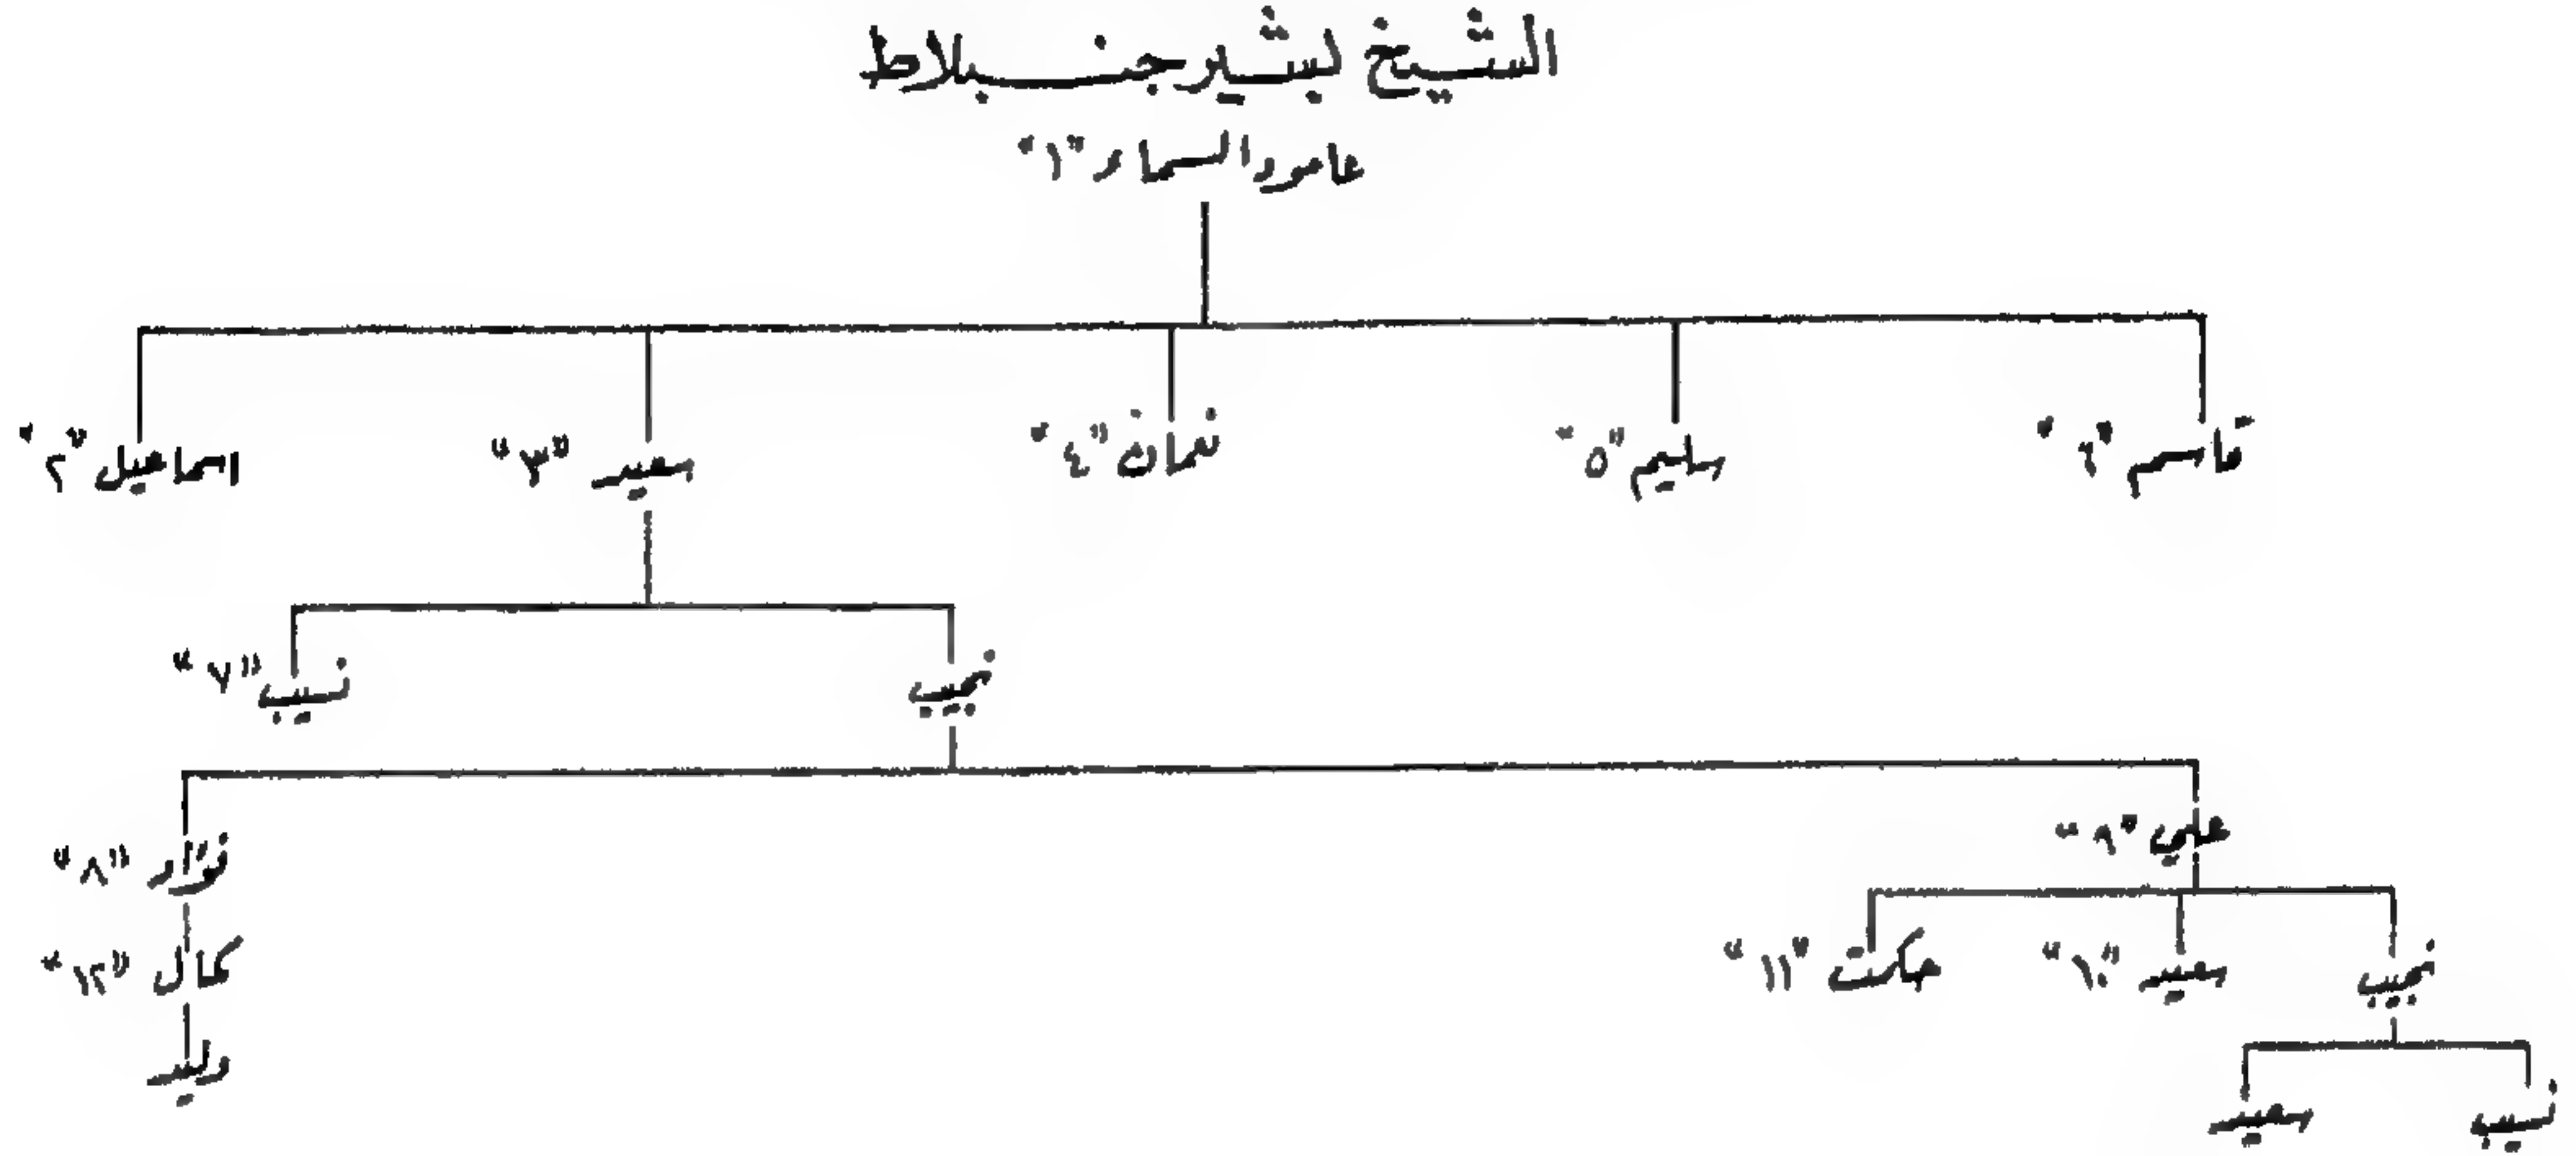 الشيخ بشير جنبلاط
عامود السماء "١"
قاسم "٦" سليم "٥" نعمان "٤" سعيد "٣" اسماعيل "٢"
نجيب نسيب "٧"
علي "٩" فؤاد "٨"
نجيب سعيد "١٠" حكمت "١١" كمال "١٢"
نسيب سعيد وليد